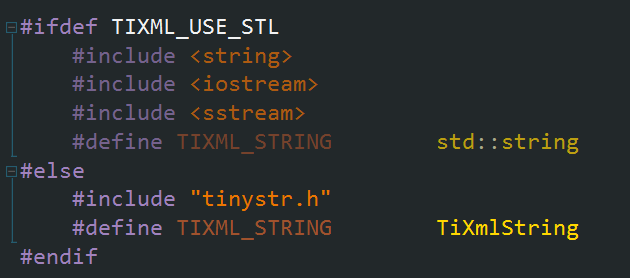 #ifdef TIXML_USE_STL
#include <string>
#include <iostream>
#include <sstream>
#define TIXML_STRING std::string
#else
#include "tinystr.h"
#define TIXML_STRING TiXmlString
#endif